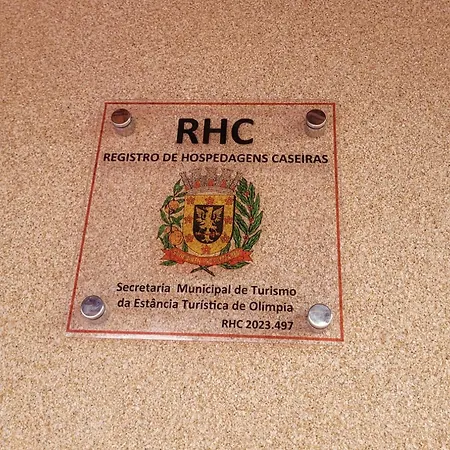 RHC
REGISTRO DE HOSPEDAGENS CASEIRAS
Secretaria Municipal de Turismo
da Estância Turística de Olímpia
RHC 2023.497